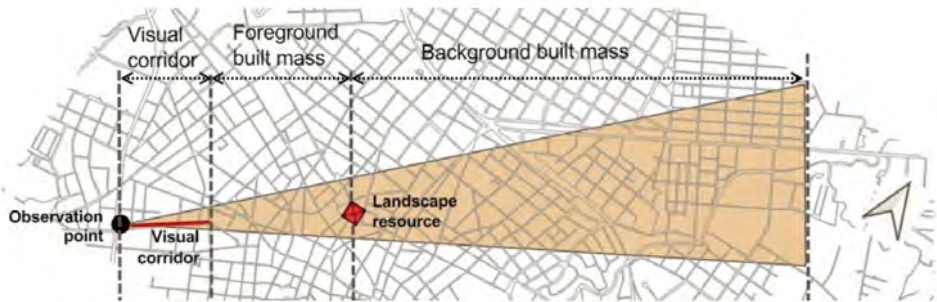 Visual
corridor
Foreground
built mass
Background built mass
Observation
point
Visual
corridor
Landscape
resource